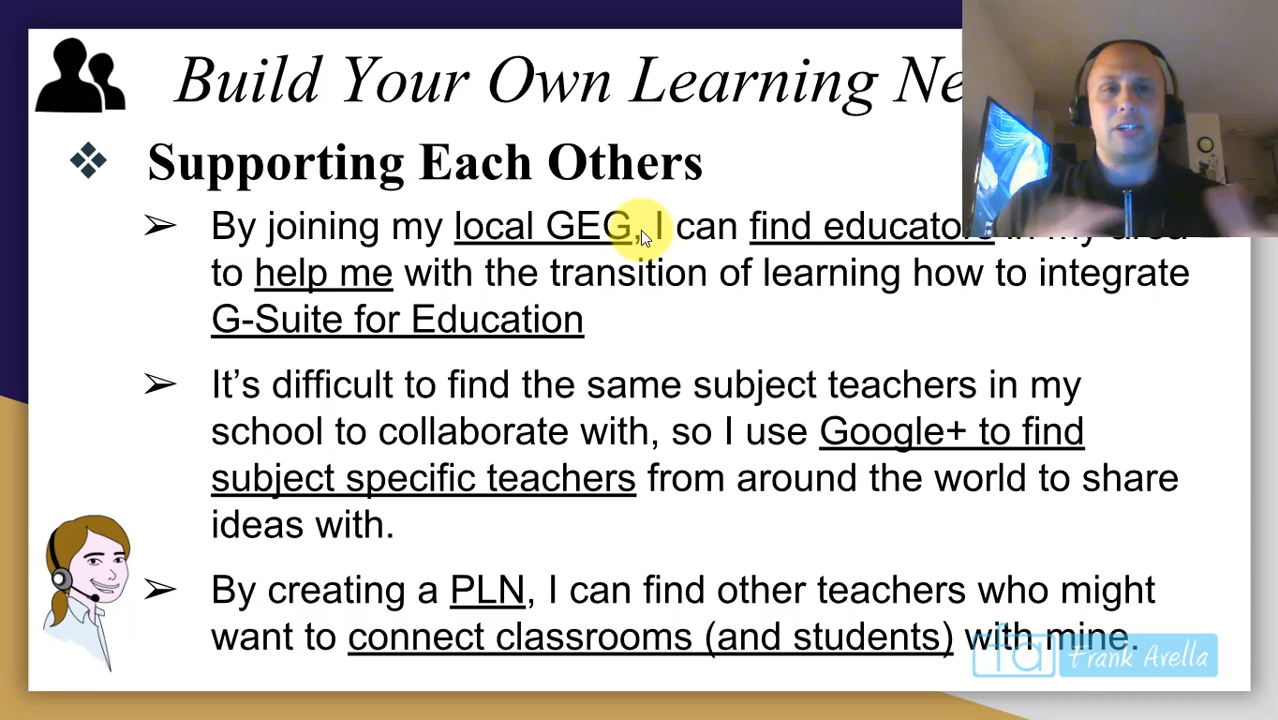 Build Your Own Learning Ne
Supporting Each Others
By joining my local GEG, I can find educators in my area
to help me with the transition of learning how to integrate
G-Suite for Education
It’s difficult to find the same subject teachers in my
school to collaborate with, so I use Google+ to find
subject specific teachers from around the world to share
ideas with.
By creating a PLN, I can find other teachers who might
want to connect classrooms (and students) with mine.
fa Frank Avella